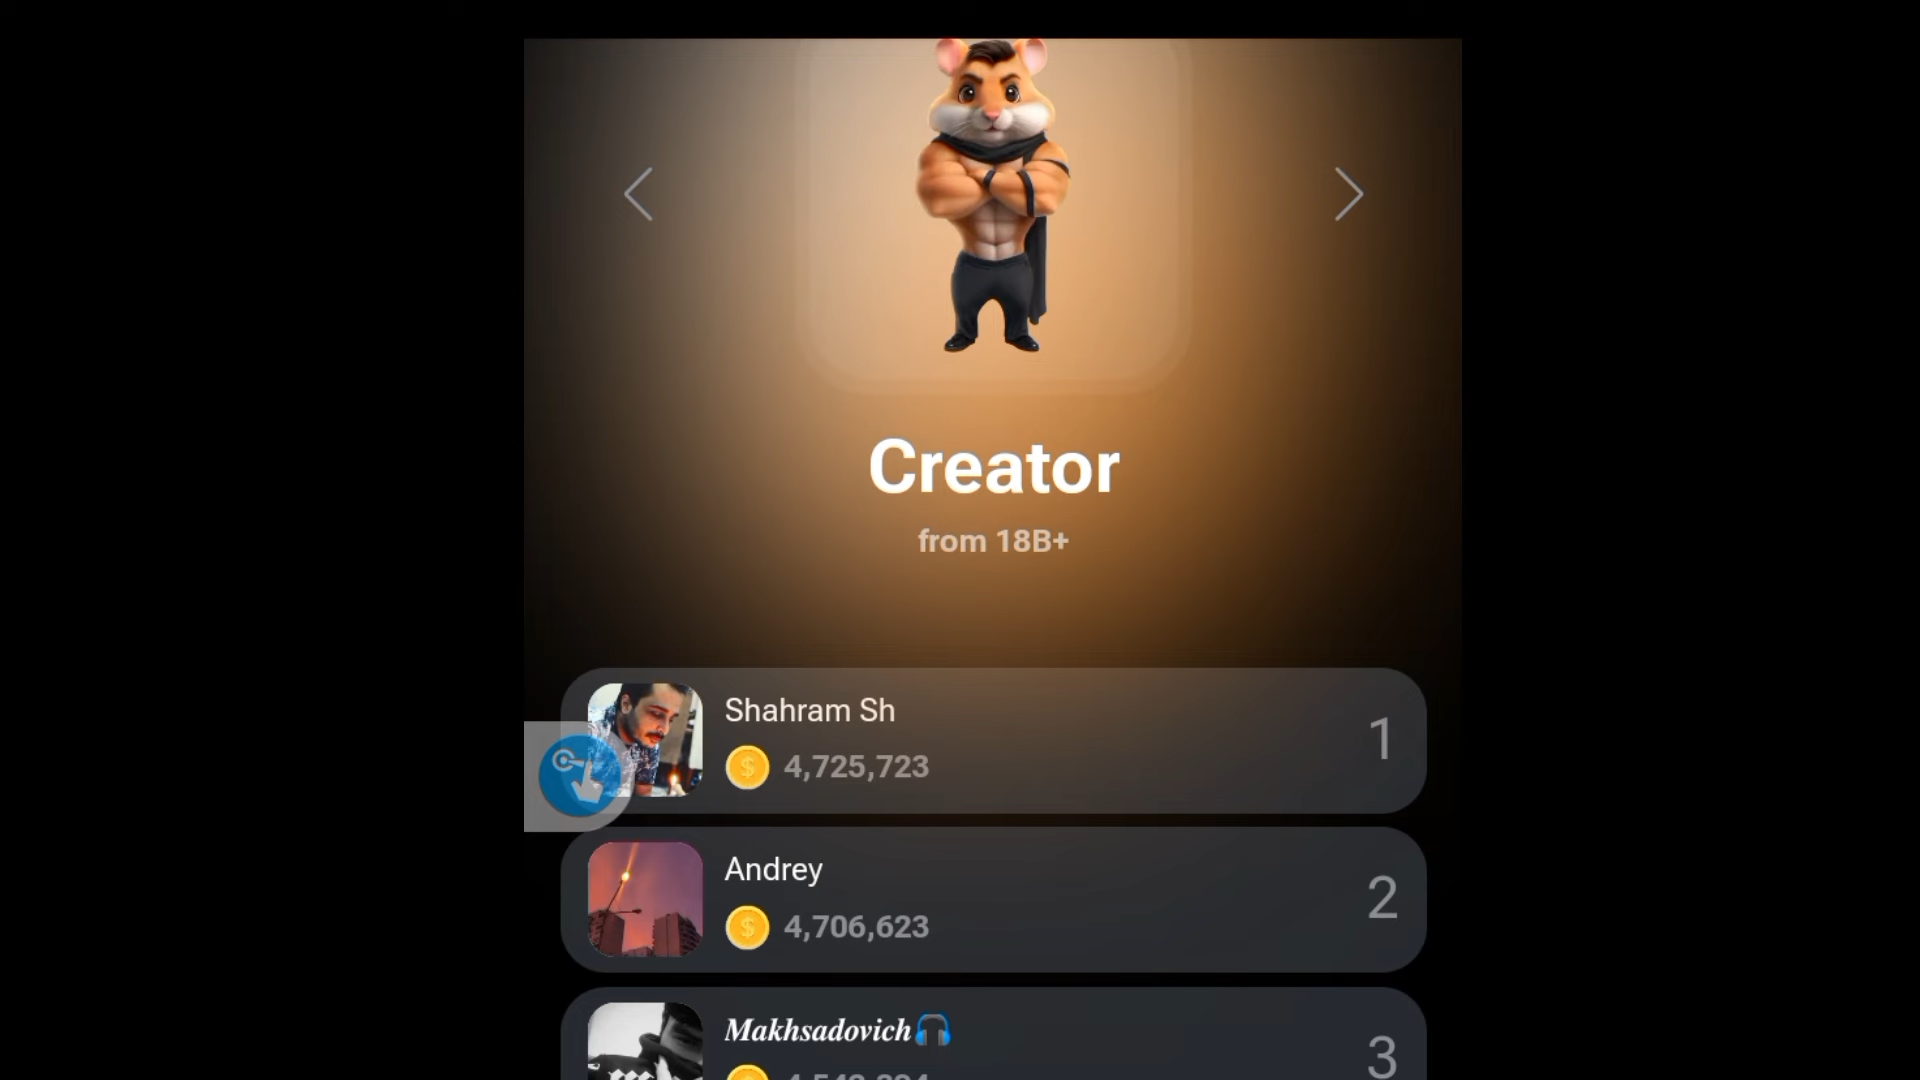 Creator
from 18B+
Shahram Sh
4,725,723
1
Andrey
4,706,623
2
Makhsadovich🎧
3